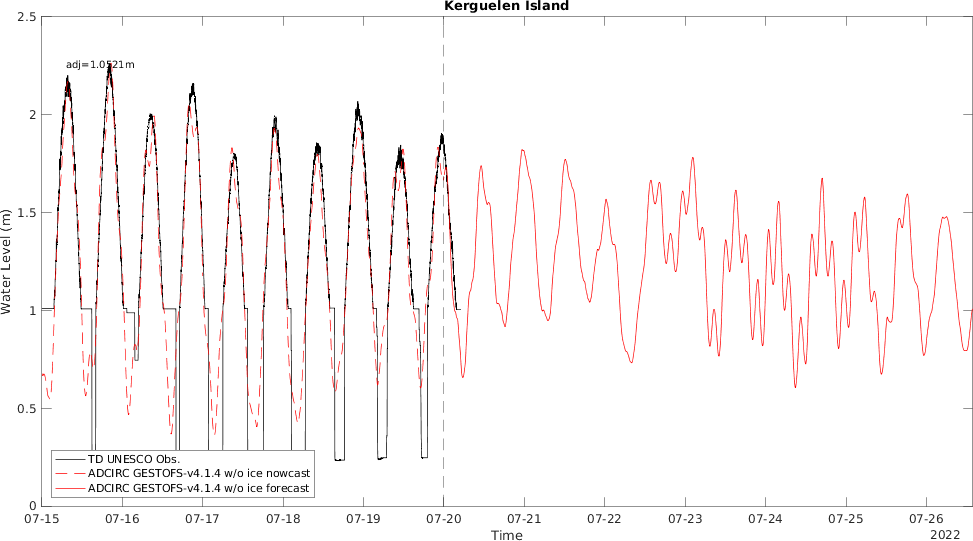 Kerguelen Island
2.5
adj=1.0521m
2
1.5
Water Level (m)
1
0.5
TD UNESCO Obs.
ADCIRC GESTOFS-v4.1.4 w/o ice nowcast
ADCIRC GESTOFS-v4.1.4 w/o ice forecast
0
07-15 07-16 07-17 07-18 07-19 07-20 07-21 07-22 07-23 07-24 07-25 07-26
Time
2022